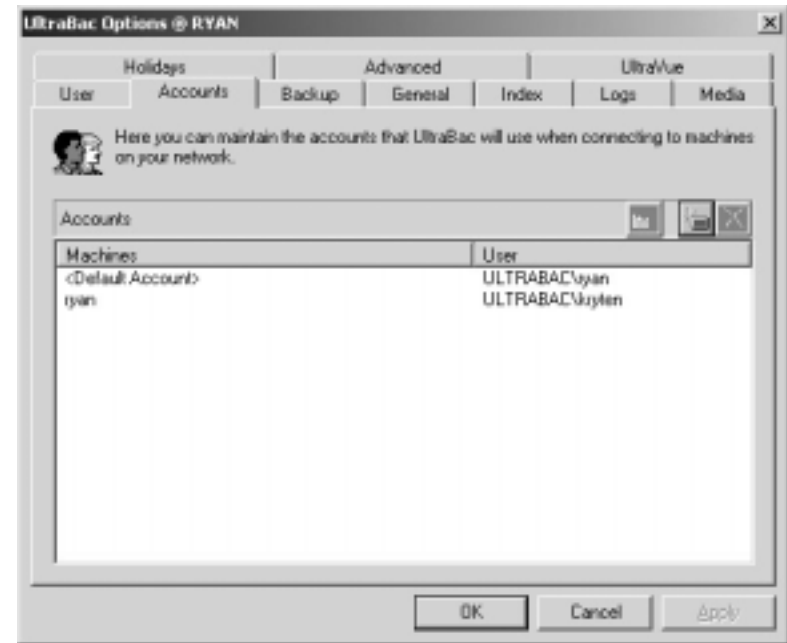 UltraBac Options @ RYAN
Holidays Advanced UltraVue
User Accounts Backup General Index Logs Media
Here you can maintain the accounts that UltraBac will use when connecting to machines
on your network.
Accounts
Machines User
<Default Account> ULTRABAC\ryan
ryan ULTRABAC\kryten
OK Cancel Apply